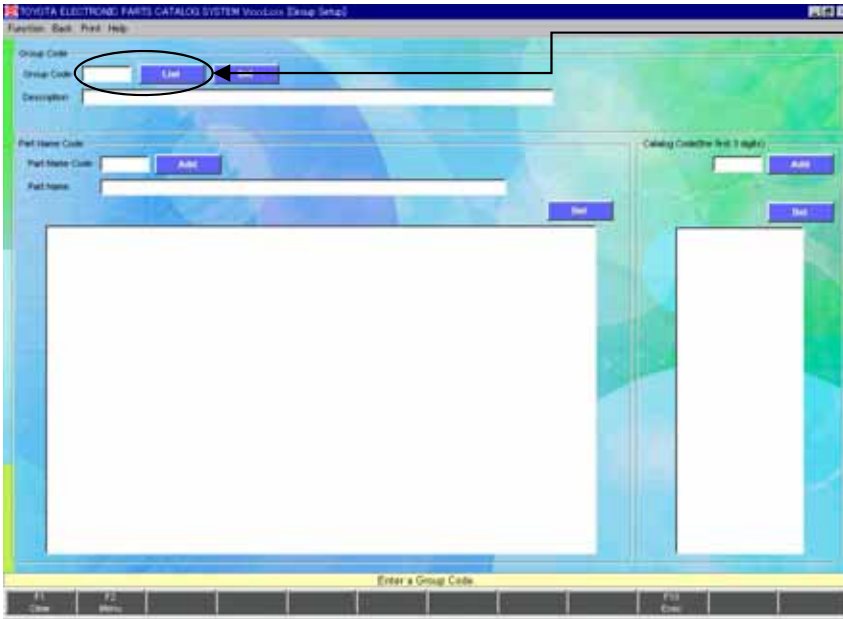 TOYOTA ELECTRONIC PARTS CATALOG SYSTEM [Group Setup]
Function Back Print Help
Group Code
Group Code List
Description
Part Name Code Catalog Code(the first 3 digits)
Part Name Code Add Add
Part Name
Del Del
Enter a Group Code.
F1 F2 F10
Clear Menu Exec